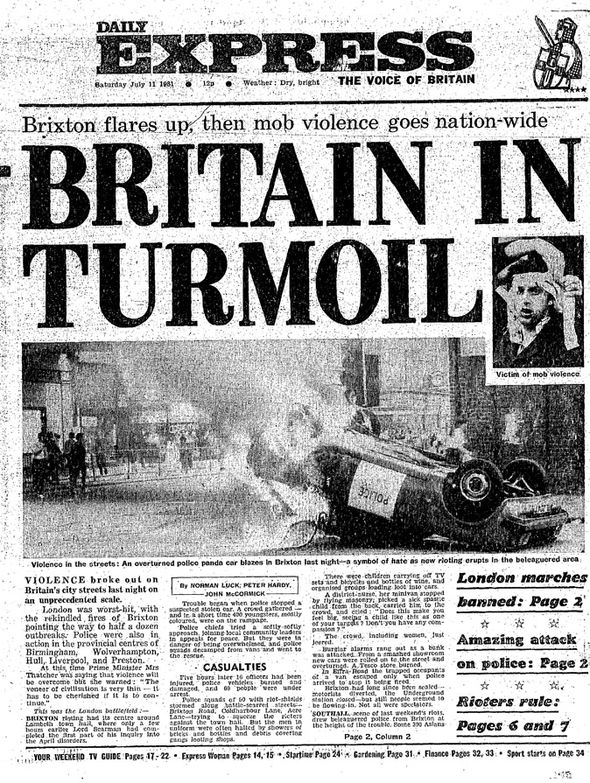 DAILY
EXPRESS
Saturday July 11 1981 ● 12p ● Weather: Dry, bright THE VOICE OF BRITAIN
Brixton flares up, then mob violence goes nation-wide
BRITAIN IN
TURMOIL
Victim of mob violence.
POLICE
Violence in the streets: An overturned police panda car blazes in Brixton last night—a symbol of hate as new rioting erupts in the beleaguered area
VIOLENCE broke out on
Britain's city streets last night on
an unprecedented scale.
London was worst-hit, with
the rekindled fires of Brixton
pointing the way to half a dozen
outbreaks. Police were also in
action in the provincial centres of
Birmingham, Wolverhampton,
Hull, Liverpool, and Preston.
At this, the Prime Minister Mrs
Thatcher was saying that violence will
be overcome but she warned: "The
veneer of civilisation is very thin — it
has to be cherished if it is to con-
tinue."
This was the London battlefield:—
BRIXTON rioting had its centre around
Lambeth town hall, where only a few
hours earlier Lord Scarman had com-
pleted the first part of his inquiry into
the April disorders.
By NORMAN LUCK, PETER HARDY,
JOHN McCORMICK
Trouble began when police stopped a
suspected stolen car. A crowd gathered —
and in a short time 400 youngsters, mostly
coloured, were on the rampage.
Police chiefs tried a softly-softly
approach, joining local community leaders
in appeals for peace. But they were in
danger of being overwhelmed, and police
squads decamped from vans and went to
the rescue.
CASUALTIES
Five hours later 16 officers had been
injured, police vehicles burned and
damaged, and 60 people were under
arrest.
Police squads of 50 with riot-shields
stormed along battle-scarred streets—
Brixton Road, Coldharbour Lane, Acre
Lane—trying to squeeze the rioters
against the town hall. But the men in
uniform were often halted by showers of
bricks and bottles and debris covering
gangs looting shops.
There were children carrying off TV
sets and bicycles and bottles of wine, and
organised groups loading loot into cars.
A district-nurse, her minivan stopped
by flying masonry, picked a sick spastic
child from the back, carried him to the
crowd, and cried: "Does this make you
feel big, seeing a child like this as one
of your targets? Don't you have any com-
passion?"
The crowd, including women, just
jeered.
Burglar alarms rang out as a bank
was attacked. From a smashed showroom
new cars were rolled on to the street and
overturned. A Tesco store burned.
In Effra Road the trapped occupants
of a van escaped only when police
arrived to stop it being fired.
Brixton had long since been sealed—
motorists diverted, the Underground
station closed—but still people seemed to
be flowing in. Not all were spectators.
SOUTHALL, scene of last weekend's riots,
drew beleaguered police from Brixton at
the height of the trouble. Some 300 Asians
Page 2, Column 2
London marches
banned: Page 2
☆ ☆ ☆
Amazing attack
on police: Page 2
☆ ☆ ☆
Rioters rule:
Pages 6 and 7
YOUR WEEKEND TV GUIDE Pages 17 - 22 • Express Woman Pages 14, 15 • Startime Page 24 • Gardening Page 31 • Finance Pages 32, 33 • Sport starts on Page 34